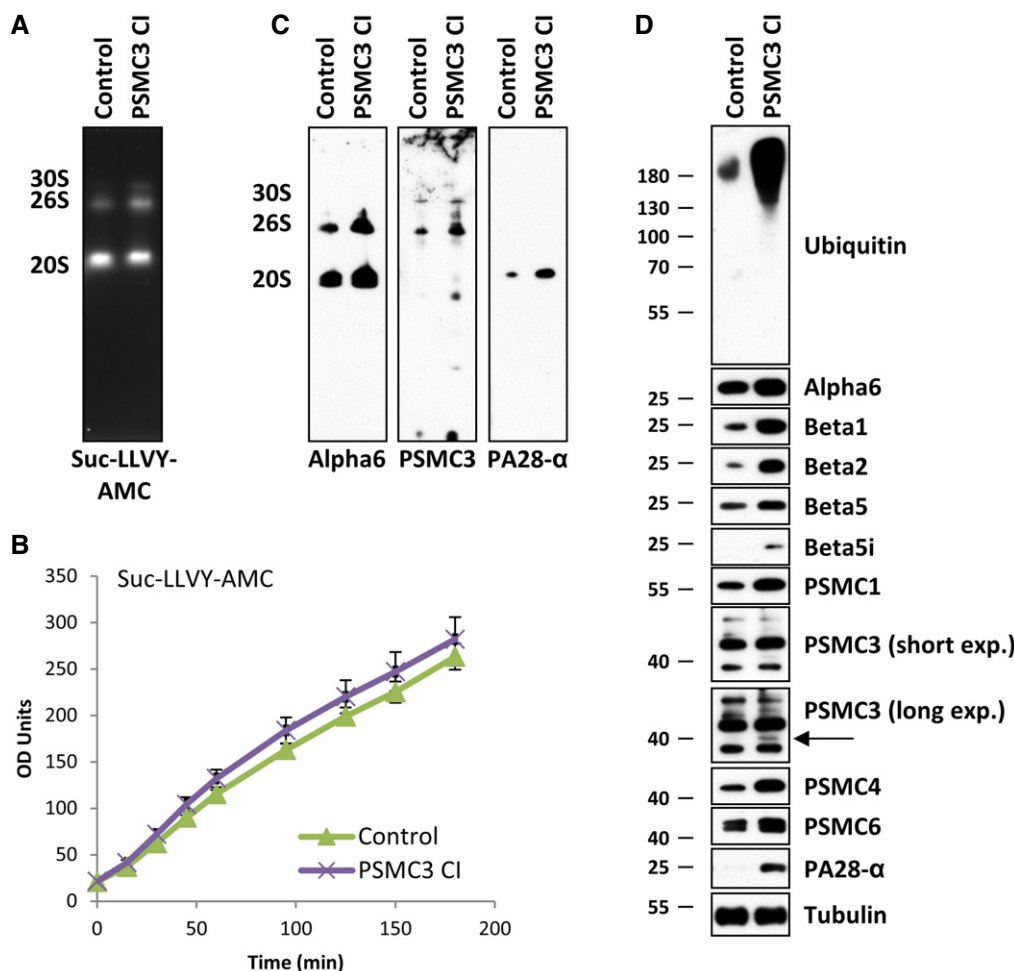 A
Control
PSMC3 CI
30S
26S
20S
Suc-LLVY-
AMC
B
Suc-LLVY-AMC
OD Units
350
300
250
200
150
100
50
0
0
50
100
150
200
Time (min)
Control
PSMC3 CI
C
Control
PSMC3 CI
Control
PSMC3 CI
Control
PSMC3 CI
30S
26S
20S
Alpha6
PSMC3
PA28-α
D
Control
PSMC3 CI
180
130
100
70
55
Ubiquitin
25
Alpha6
25
Beta1
25
Beta2
25
Beta5
25
Beta5i
55
PSMC1
40
PSMC3 (short exp.)
40
PSMC3 (long exp.)
40
PSMC4
40
PSMC6
25
PA28-α
55
Tubulin